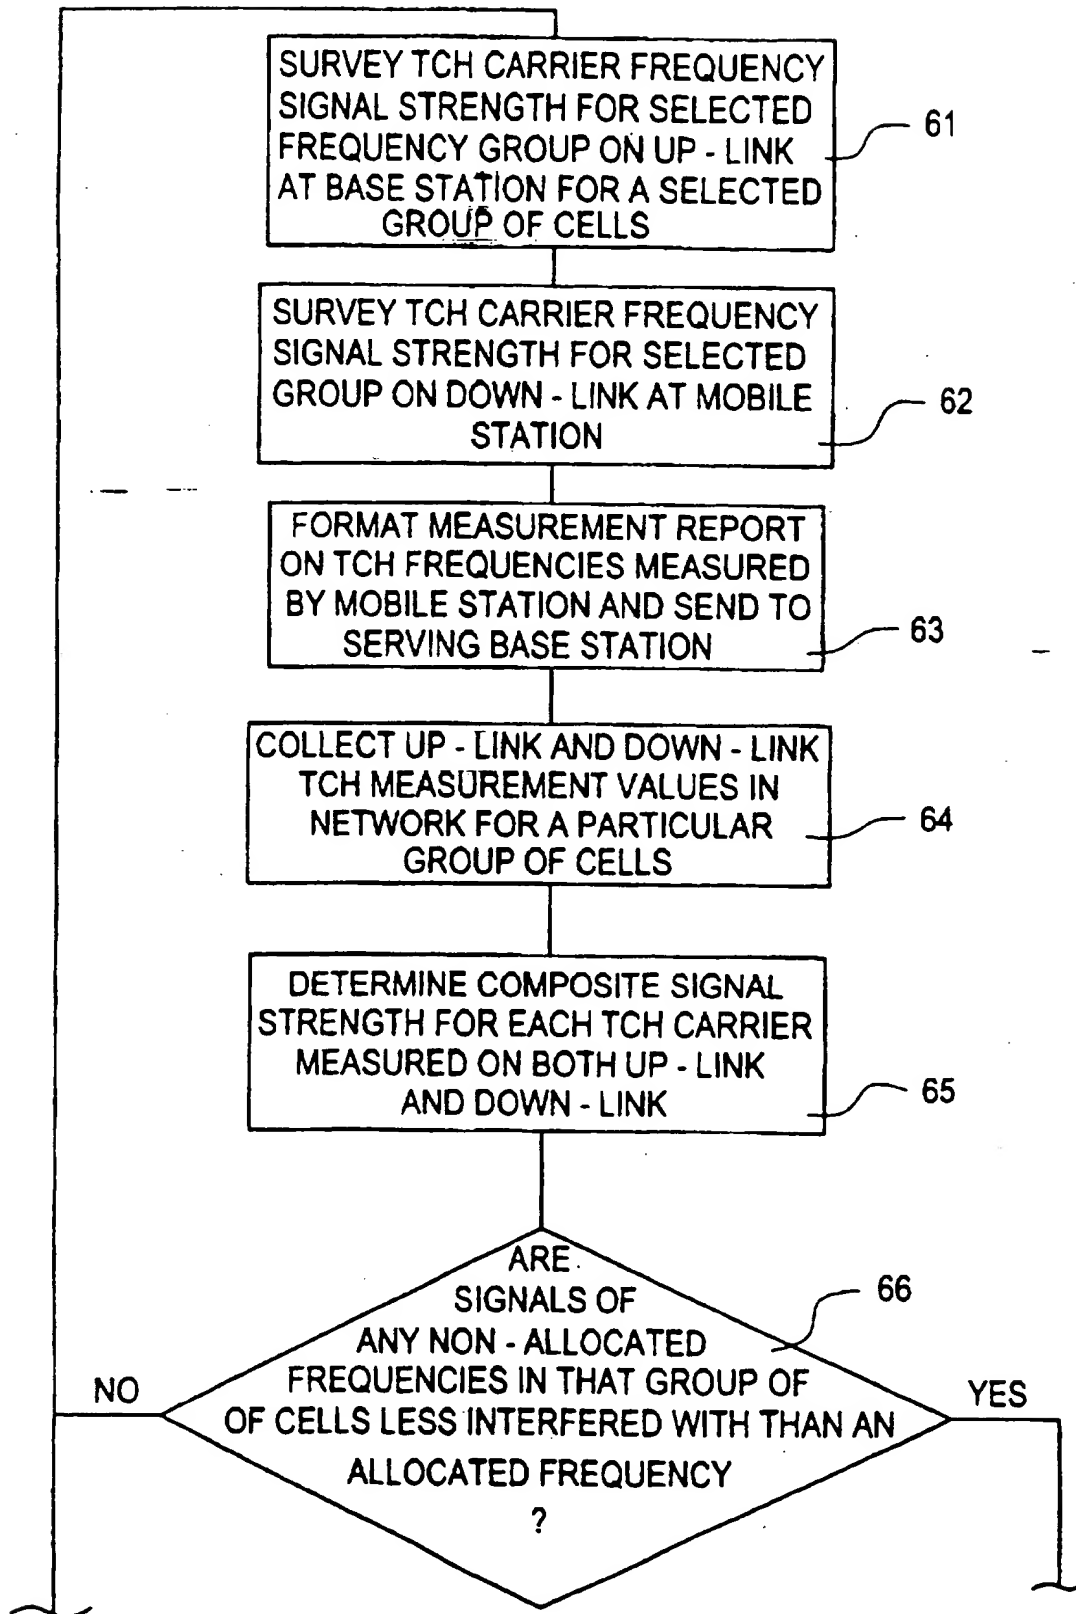 SURVEY TCH CARRIER FREQUENCY
SIGNAL STRENGTH FOR SELECTED
FREQUENCY GROUP ON UP - LINK
AT BASE STATION FOR A SELECTED
GROUP OF CELLS
61
SURVEY TCH CARRIER FREQUENCY
SIGNAL STRENGTH FOR SELECTED
GROUP ON DOWN - LINK AT MOBILE
STATION
62
FORMAT MEASUREMENT REPORT
ON TCH FREQUENCIES MEASURED
BY MOBILE STATION AND SEND TO
SERVING BASE STATION
63
COLLECT UP - LINK AND DOWN - LINK
TCH MEASUREMENT VALUES IN
NETWORK FOR A PARTICULAR
GROUP OF CELLS
64
DETERMINE COMPOSITE SIGNAL
STRENGTH FOR EACH TCH CARRIER
MEASURED ON BOTH UP - LINK
AND DOWN - LINK
65
ARE
SIGNALS OF
ANY NON - ALLOCATED
FREQUENCIES IN THAT GROUP OF
OF CELLS LESS INTERFERED WITH THAN AN
ALLOCATED FREQUENCY
?
66
NO
YES